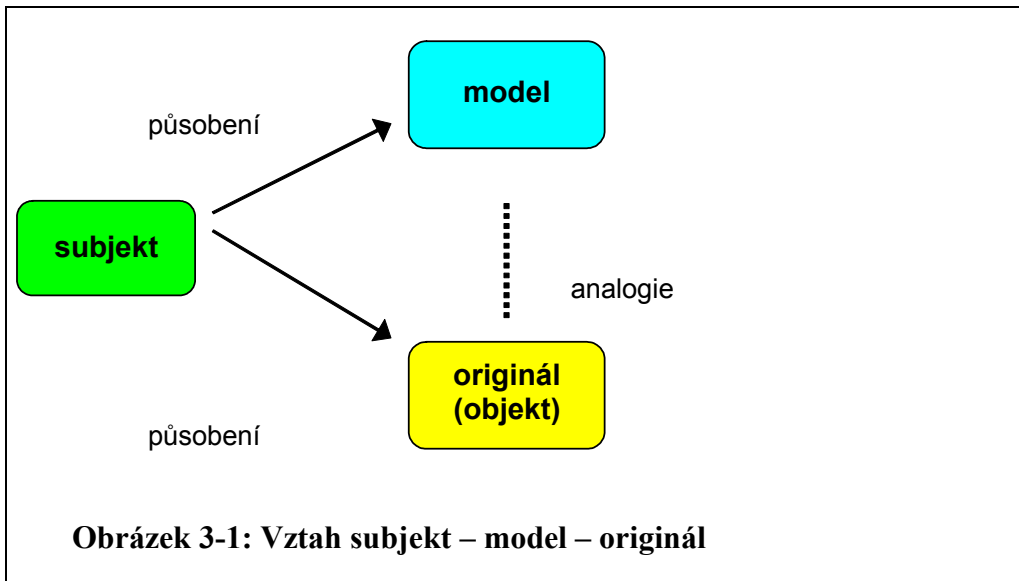 model
působení
subjekt
analogie
originál
(objekt)
působení
Obrázek 3-1: Vztah subjekt – model – originál